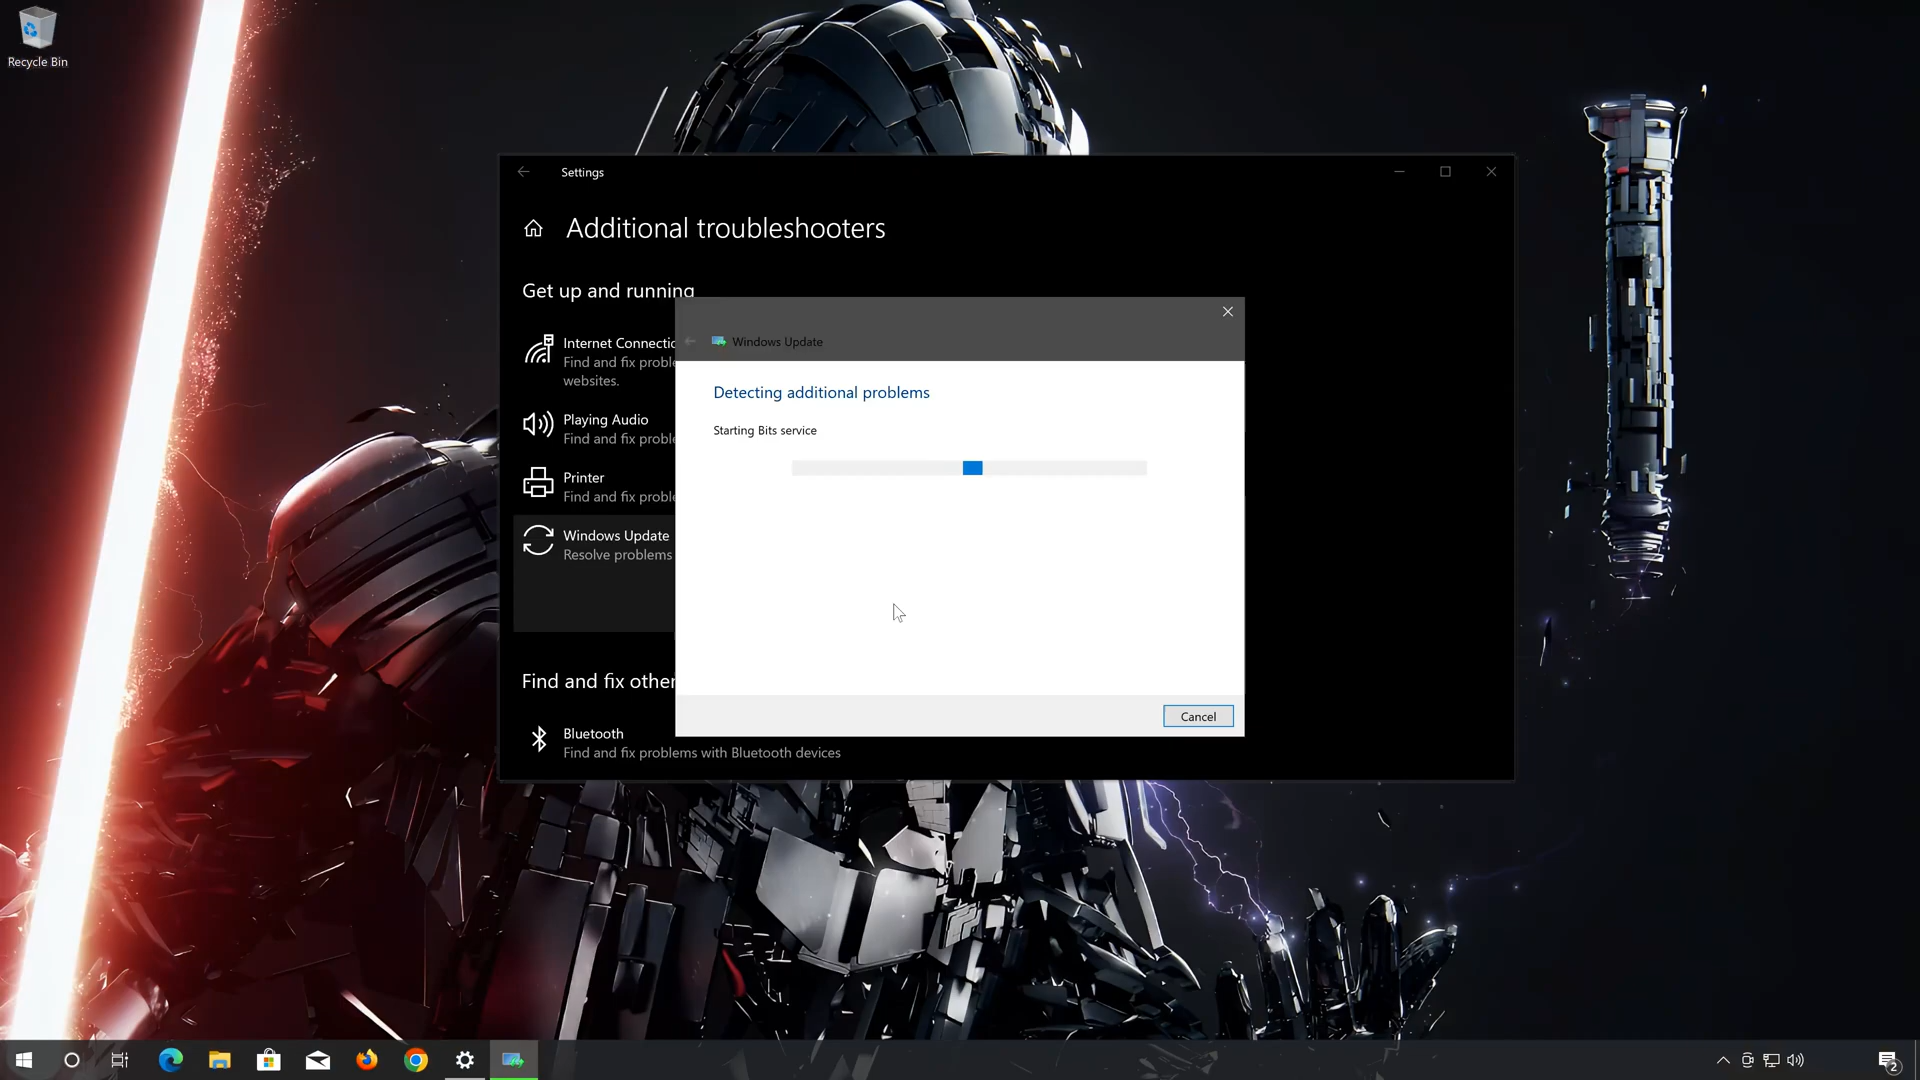 Recycle Bin
Settings
Additional troubleshooters
Get up and running
Internet Connectio
Find and fix proble
websites.
Playing Audio
Find and fix proble
Printer
Find and fix proble
Windows Update
Resolve problems
Find and fix other
Bluetooth
Find and fix problems with Bluetooth devices
Windows Update
Detecting additional problems
Starting Bits service
Cancel
2